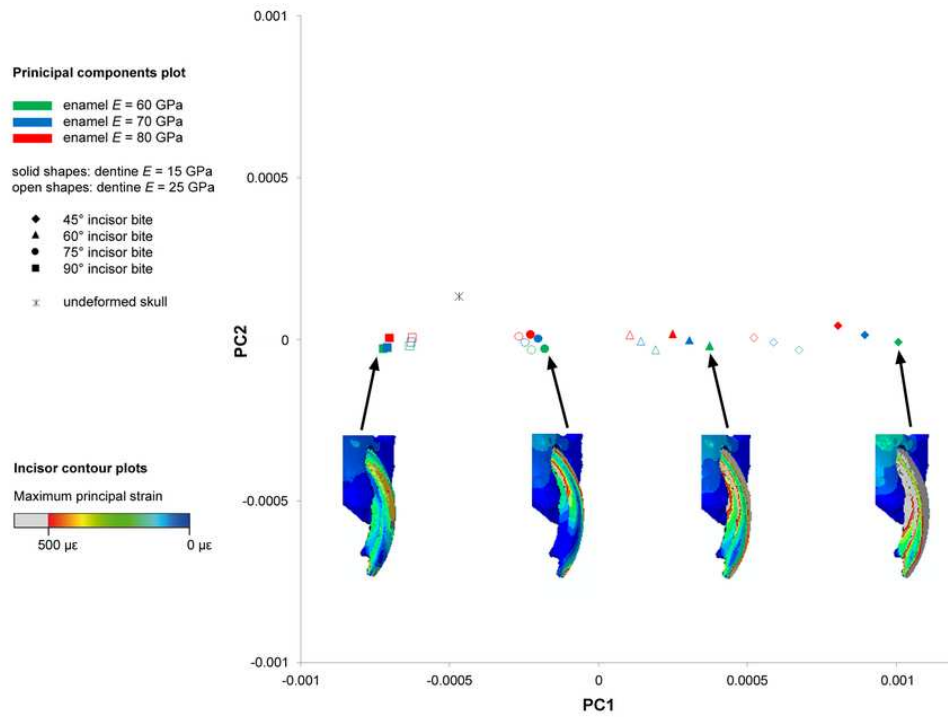 Prinicipal components plot
enamel E = 60 GPa
enamel E = 70 GPa
enamel E = 80 GPa
solid shapes: dentine E = 15 GPa
open shapes: dentine E = 25 GPa
45° incisor bite
60° incisor bite
75° incisor bite
90° incisor bite
undeformed skull
Incisor contour plots
Maximum principal strain
500 µε 0 µε
0.001
0.0005
0
-0.0005
-0.001
PC2
-0.001 -0.0005 0 0.0005 0.001
PC1